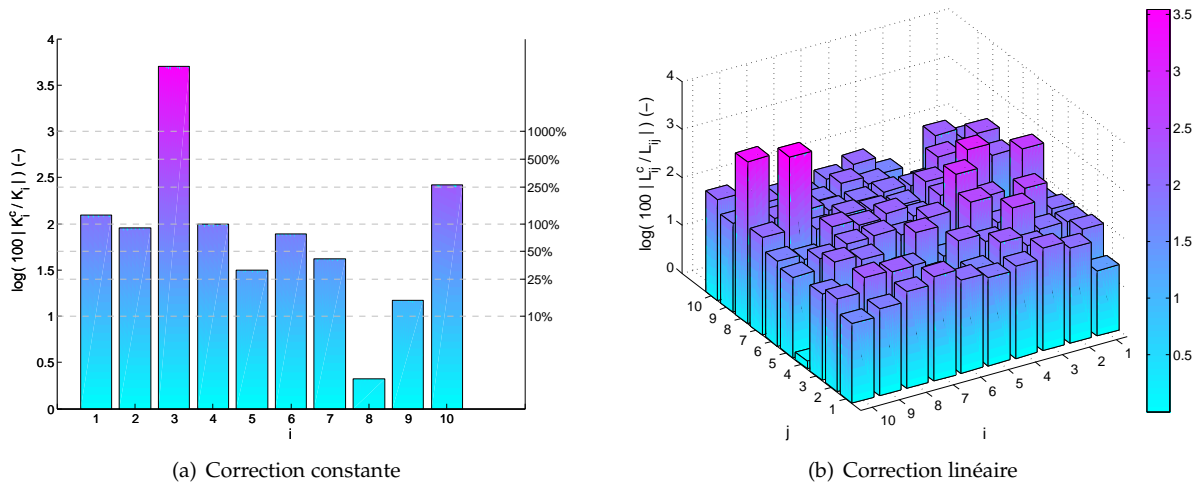 4
3.5
3
2.5
2
1.5
1
0.5
0
log( 100 | K_i^c / K_i | ) (−)
1000%
500%
250%
100%
50%
25%
10%
1 2 3 4 5 6 7 8 9 10
i
(a) Correction constante
4
3
2
1
0
log( 100 | L_ij^c / L_ij | ) (−)
10 9 8 7 6 5 4 3 2 1
j
10 9 8 7 6 5 4 3 2 1
i
3.5
3
2.5
2
1.5
1
0.5
(b) Correction linéaire